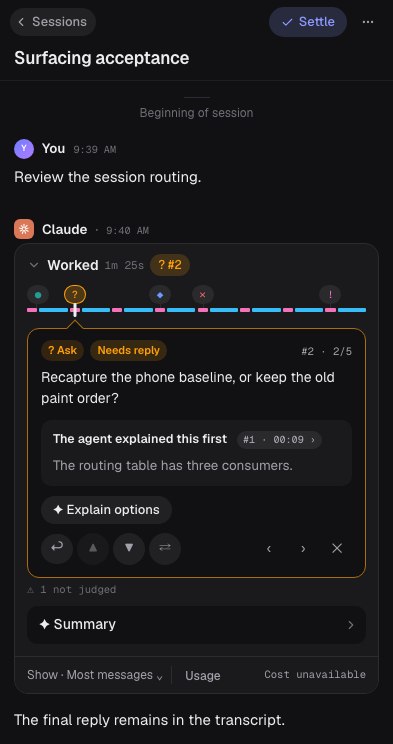 Sessions
Settle
Surfacing acceptance
Beginning of session
Y You 9:39 AM
Review the session routing.
Claude · 9:40 AM
Worked 1m 25s ? #2
? !
? Ask Needs reply #2 · 2/5
Recapture the phone baseline, or keep the old
paint order?
The agent explained this first #1 · 00:09 ›
The routing table has three consumers.
✦ Explain options
⚠ 1 not judged
✦ Summary
Show · Most messages Usage Cost unavailable
The final reply remains in the transcript.